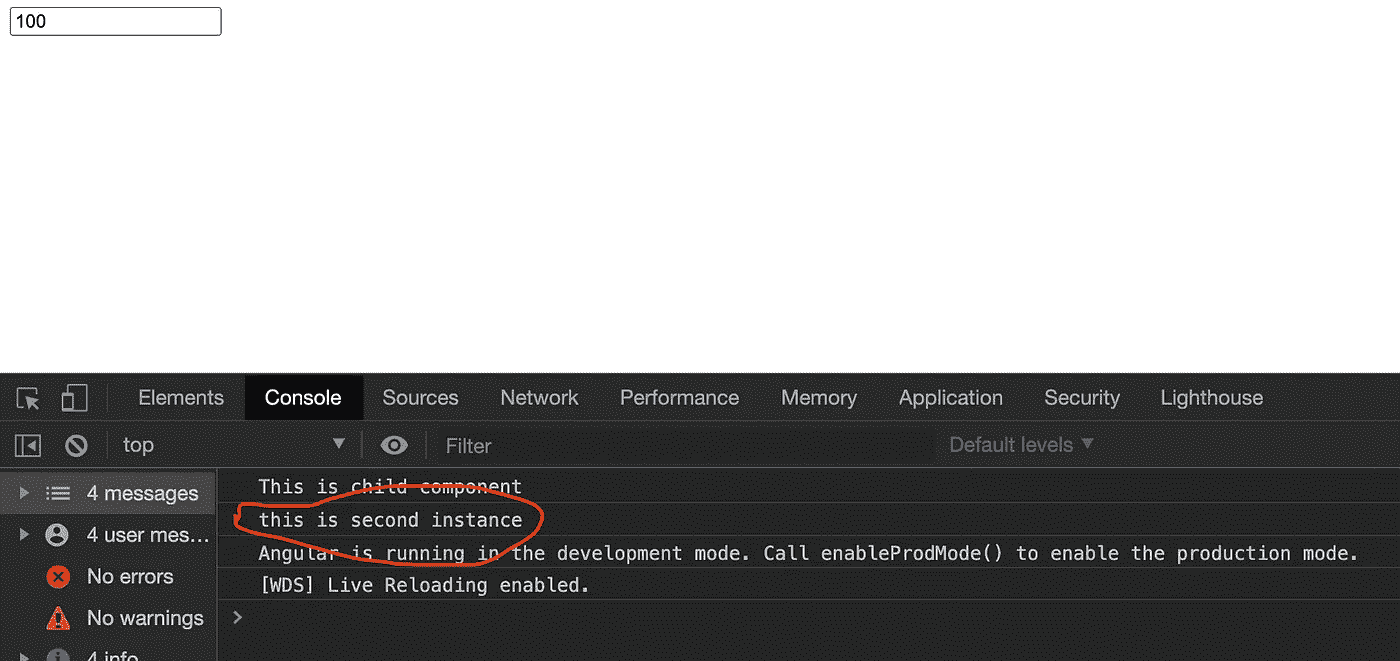 100
Elements Console Sources Network Performance Memory Application Security Lighthouse
top Filter Default levels
4 messages
4 user mes...
No errors
No warnings
4 info
This is child component
this is second instance
Angular is running in the development mode. Call enableProdMode() to enable the production mode.
[WDS] Live Reloading enabled.
>